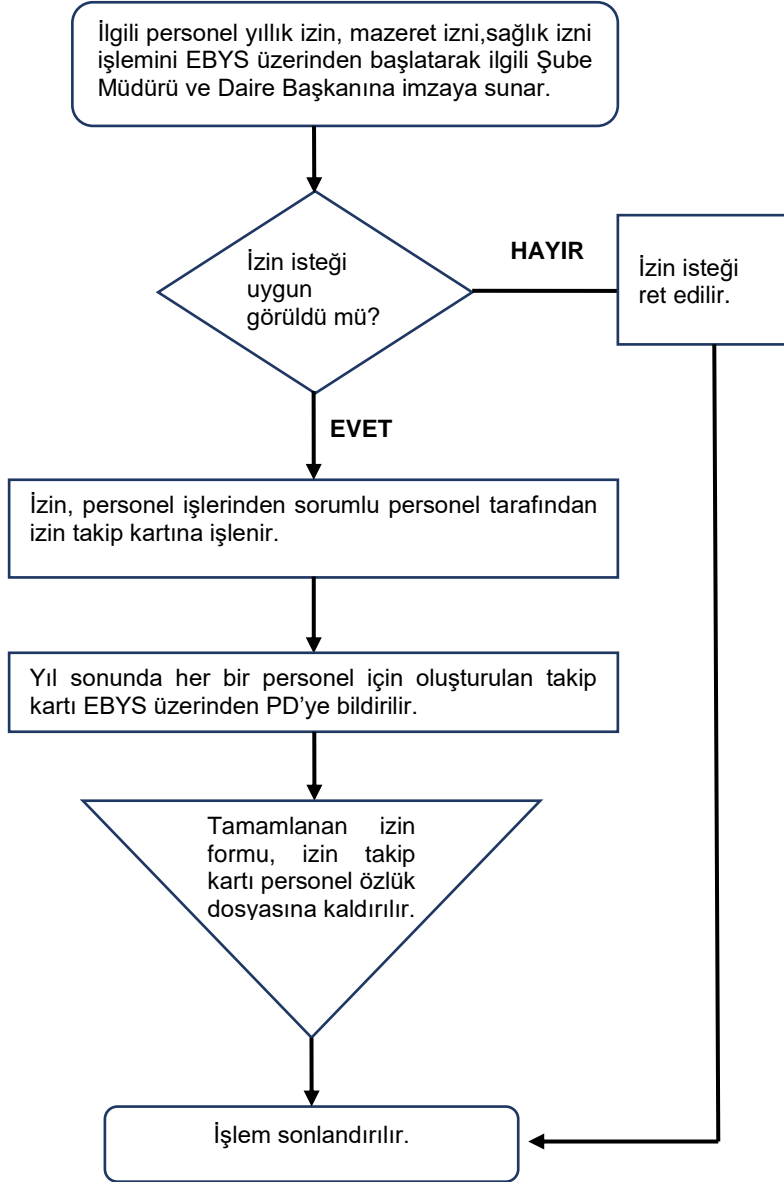 İlgili personel yıllık izin, mazeret izni,sağlık izni
işlemini EBYS üzerinden başlatarak ilgili Şube
Müdürü ve Daire Başkanına imzaya sunar.
İzin isteği
uygun
görüldü mü?
HAYIR
İzin isteği
ret edilir.
EVET
İzin, personel işlerinden sorumlu personel tarafından
izin takip kartına işlenir.
Yıl sonunda her bir personel için oluşturulan takip
kartı EBYS üzerinden PD’ye bildirilir.
Tamamlanan izin
formu, izin takip
kartı personel özlük
dosyasına kaldırılır.
İşlem sonlandırılır.